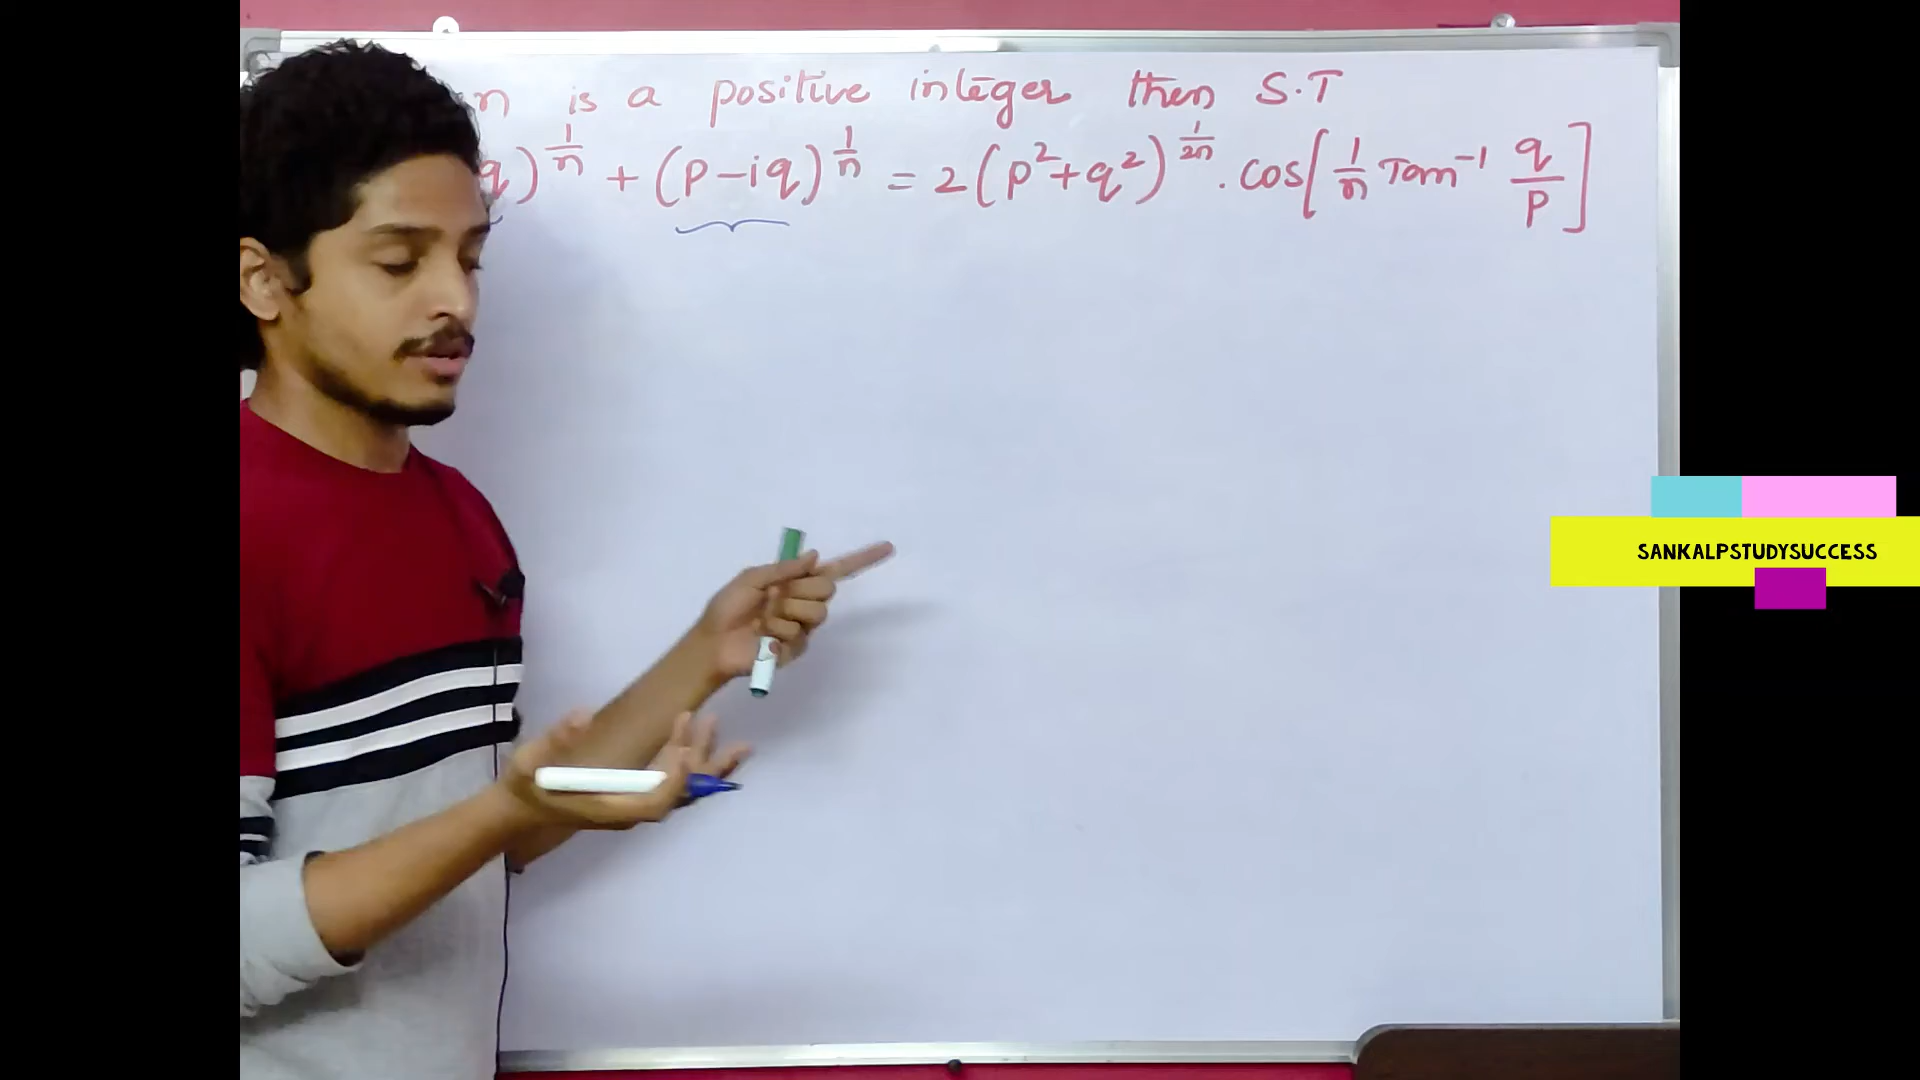 n is a positive integer then S.T
q)^{1/n} + (p-iq)^{1/n} = 2(p²+q²)^{1/2n} . cos[1/n Tan⁻¹ q/p]
SANKALPSTUDYSUCCESS